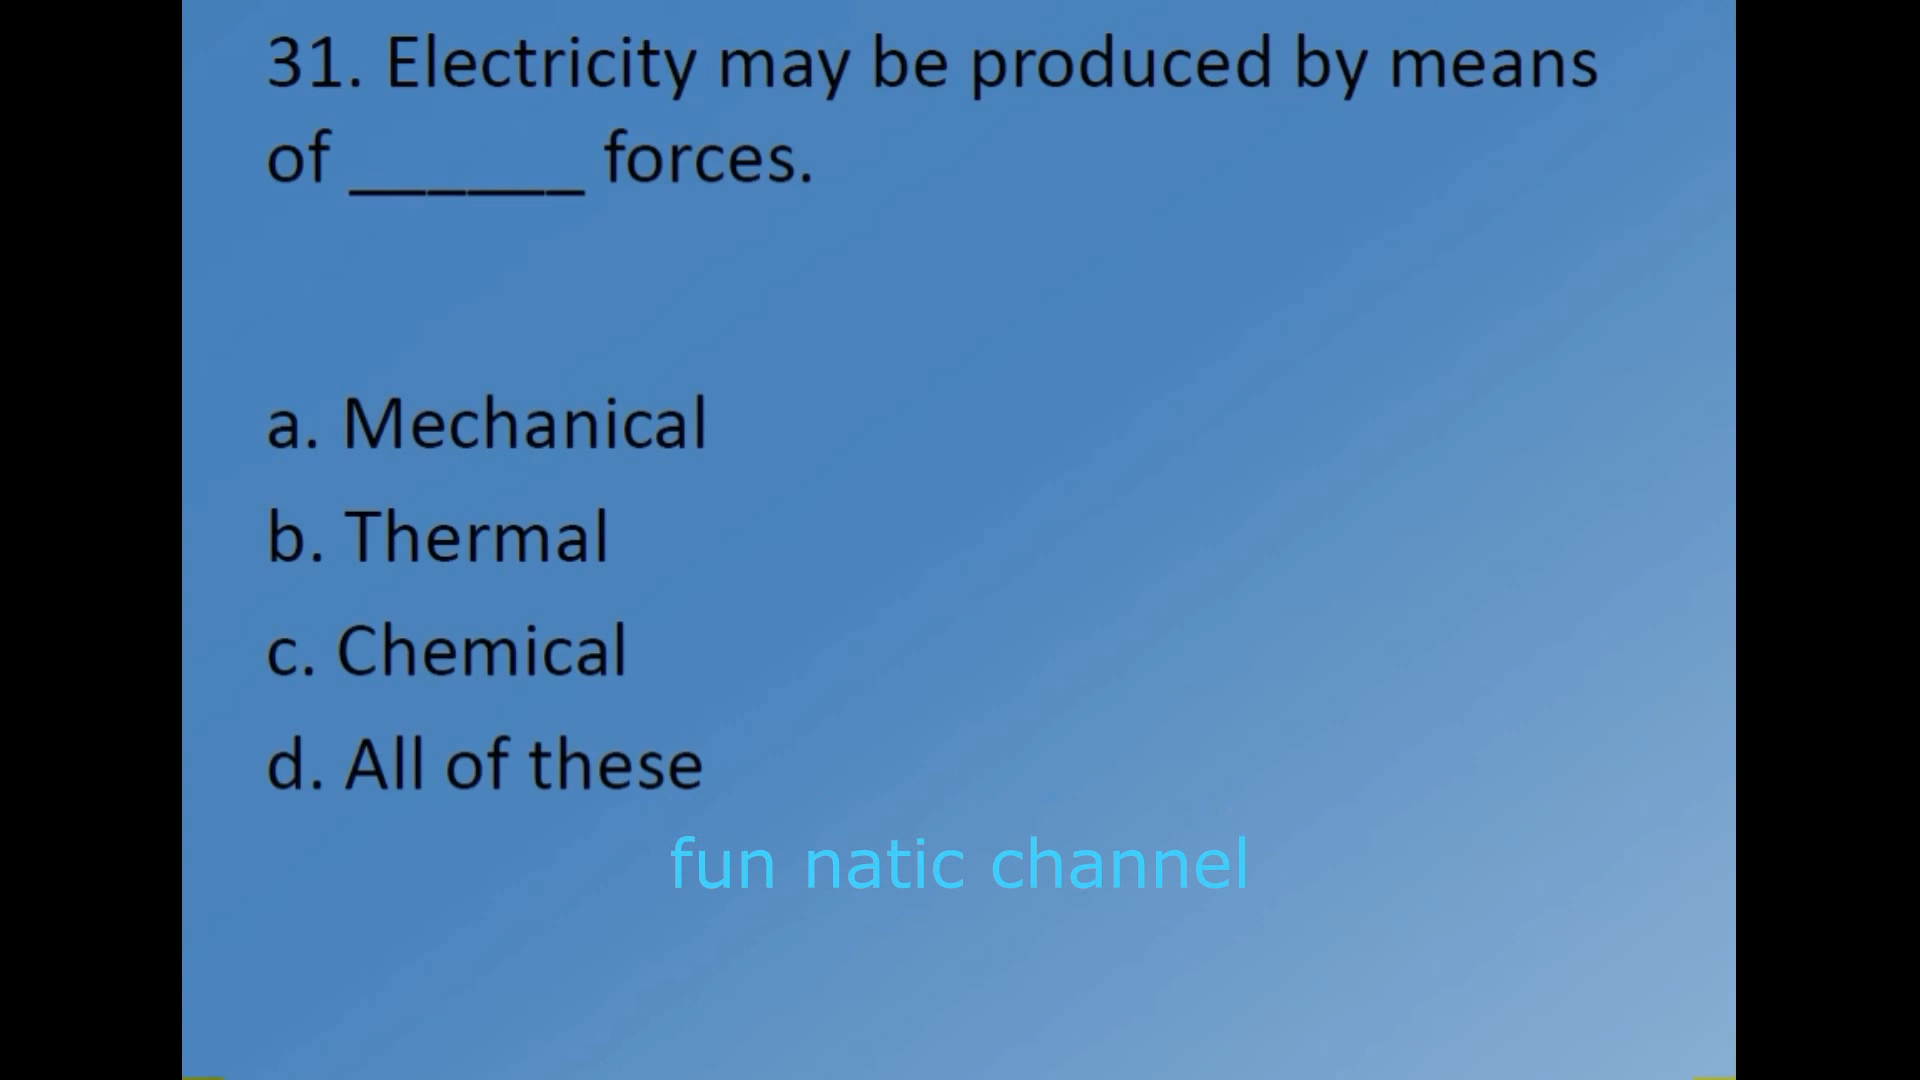 31. Electricity may be produced by means
of ______ forces.
a. Mechanical
b. Thermal
c. Chemical
d. All of these
fun natic channel